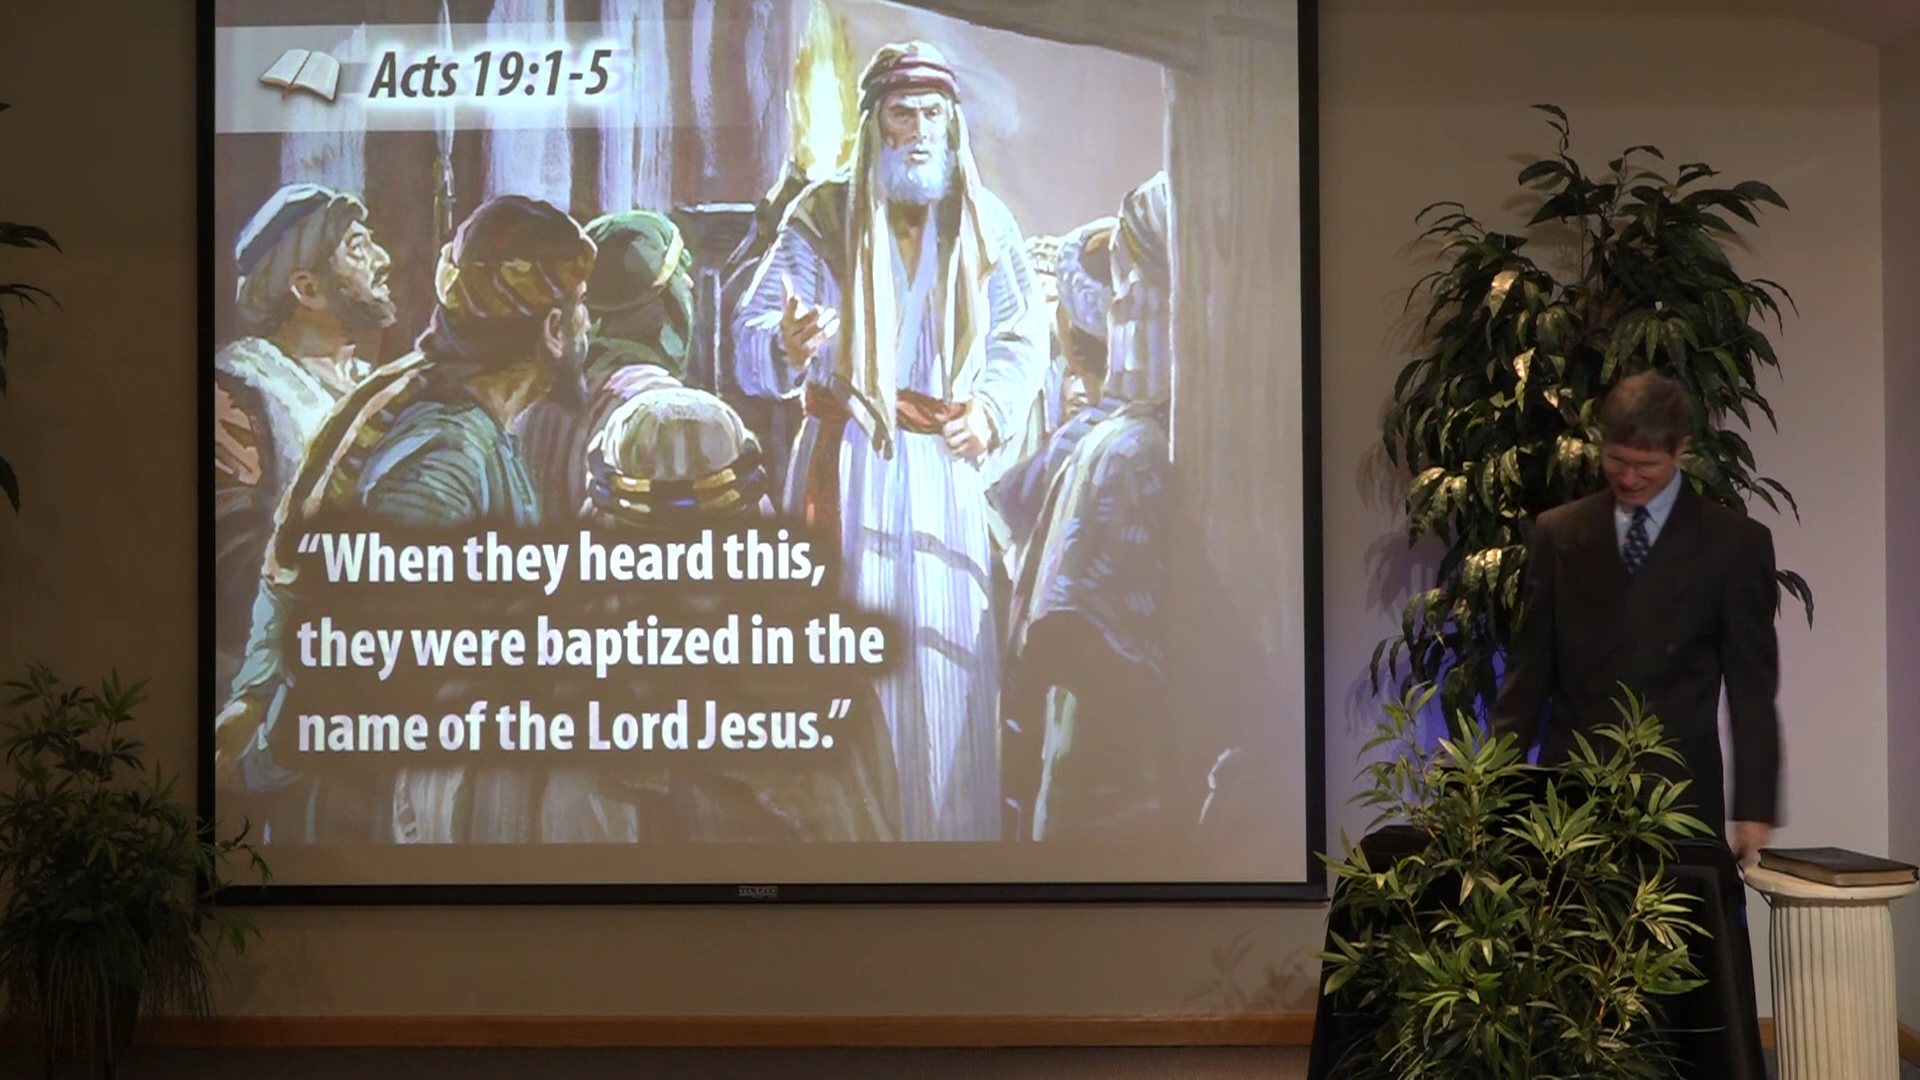 Acts 19:1-5
“When they heard this,
they were baptized in the
name of the Lord Jesus.”